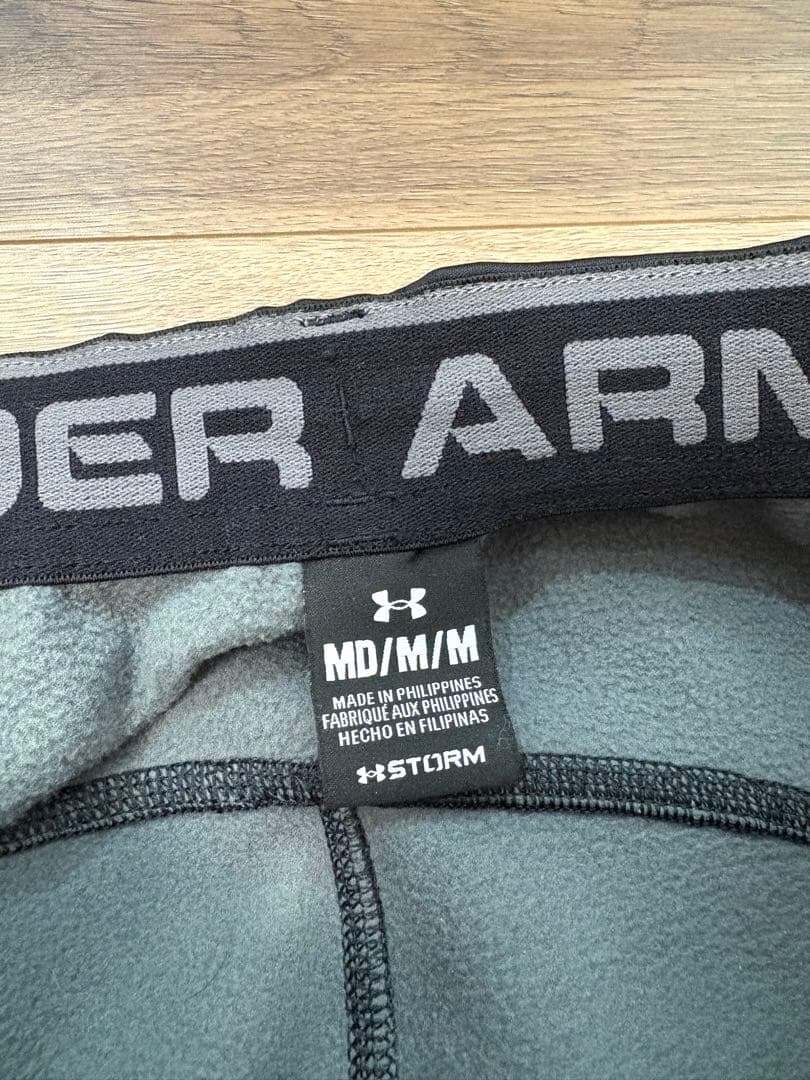 DER ARM
MD/M/M
MADE IN PHILIPPINES
FABRIQUÉ AUX PHILIPPINES
HECHO EN FILIPINAS
STORM